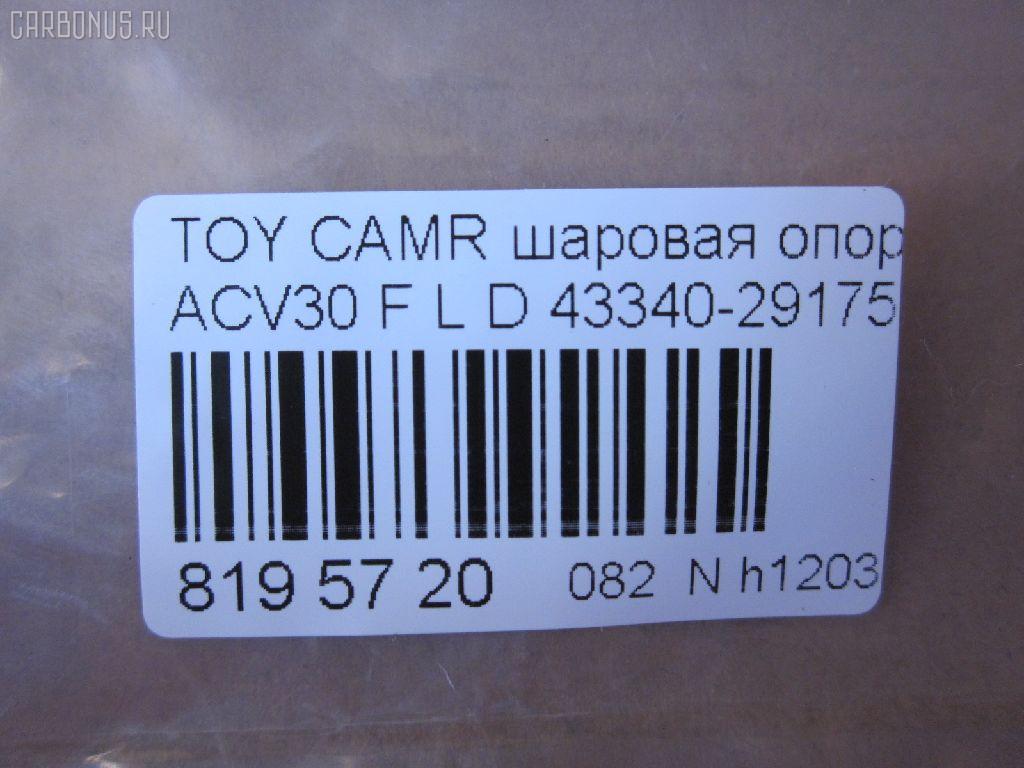 CARBONUS.RU
TOY CAMR шаровая опор
ACV30 F L D 43340-29175
819 57 20 082 N h1203